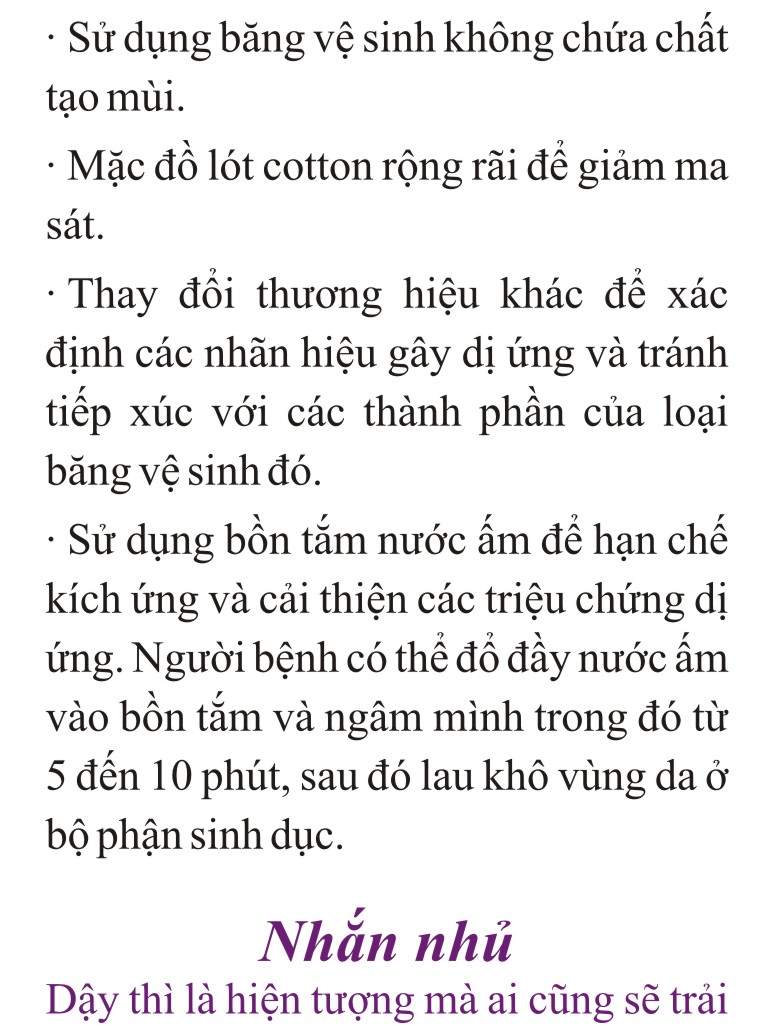 · Sử dụng băng vệ sinh không chứa chất
tạo mùi.
· Mặc đồ lót cotton rộng rãi để giảm ma
sát.
· Thay đổi thương hiệu khác để xác
định các nhãn hiệu gây dị ứng và tránh
tiếp xúc với các thành phần của loại
băng vệ sinh đó.
· Sử dụng bồn tắm nước ấm để hạn chế
kích ứng và cải thiện các triệu chứng dị
ứng. Người bệnh có thể đổ đầy nước ấm
vào bồn tắm và ngâm mình trong đó từ
5 đến 10 phút, sau đó lau khô vùng da ở
bộ phận sinh dục.
Nhắn nhủ
Dậy thì là hiện tượng mà ai cũng sẽ trải